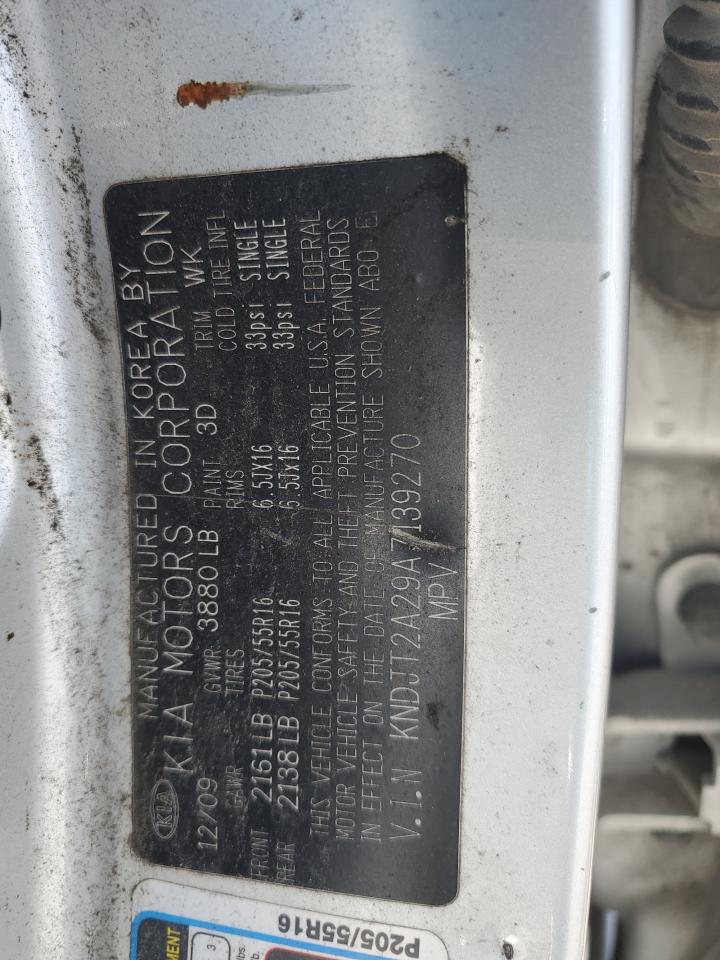 KIA
MANUFACTURED IN KOREA BY
KIA MOTORS CORPORATION
12/09 GVWR 3880 LB PAINT 3D TRIM WK
GAWR TIRES RIMS COLD TIRE INFL
FRONT 2161 LB P205/55R16 6.5JX16 33psi SINGLE
REAR 2138 LB P205/55R16 6.5JX16 33psi SINGLE
THIS VEHICLE CONFORMS TO ALL APPLICABLE U.S.A. FEDERAL
MOTOR VEHICLE SAFETY AND THEFT PREVENTION STANDARDS
IN EFFECT ON THE DATE OF MANUFACTURE SHOWN ABOVE.
V.I.N KNDJT2A29A7139270
MPV
P205/55R16
3